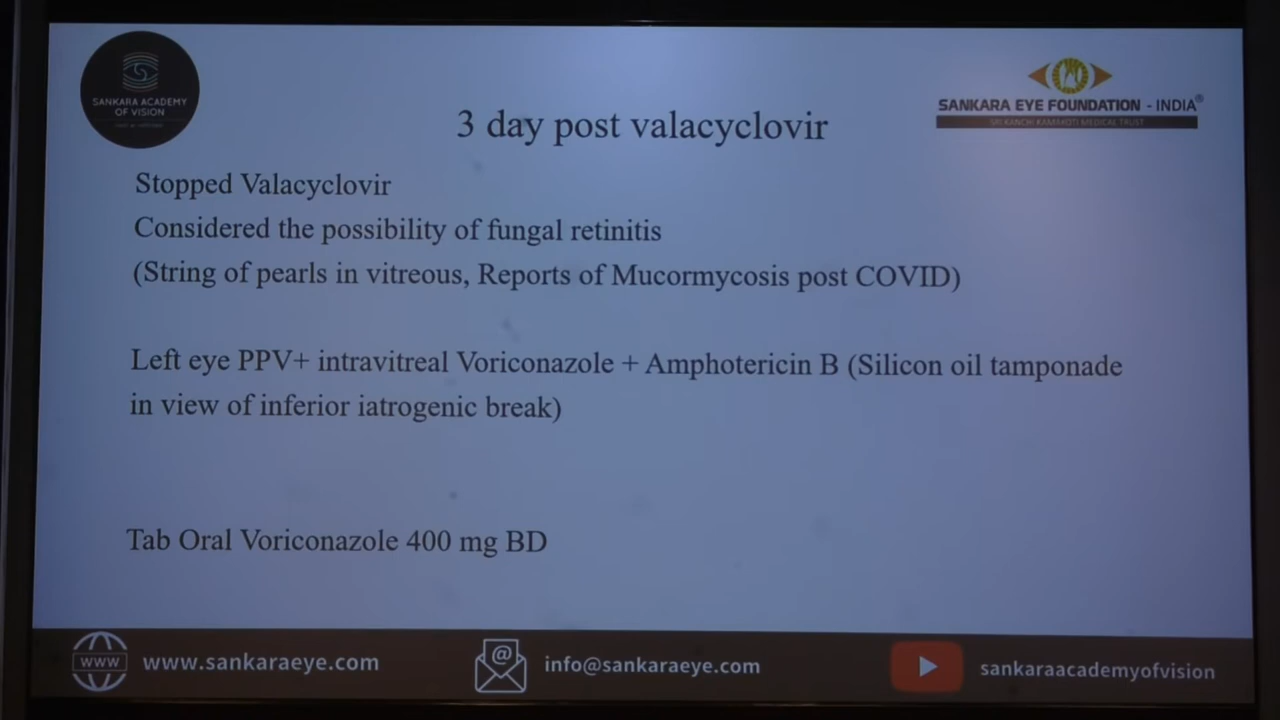 SANKARA ACADEMY
OF VISION
SANKARA EYE FOUNDATION - INDIA®
SRI KANCHI KAMAKOTI MEDICAL TRUST
3 day post valacyclovir
Stopped Valacyclovir
Considered the possibility of fungal retinitis
(String of pearls in vitreous, Reports of Mucormycosis post COVID)
Left eye PPV+ intravitreal Voriconazole + Amphotericin B (Silicon oil tamponade
in view of inferior iatrogenic break)
Tab Oral Voriconazole 400 mg BD
www
www.sankaraeye.com
@
info@sankaraeye.com
sankaraacademyofvision